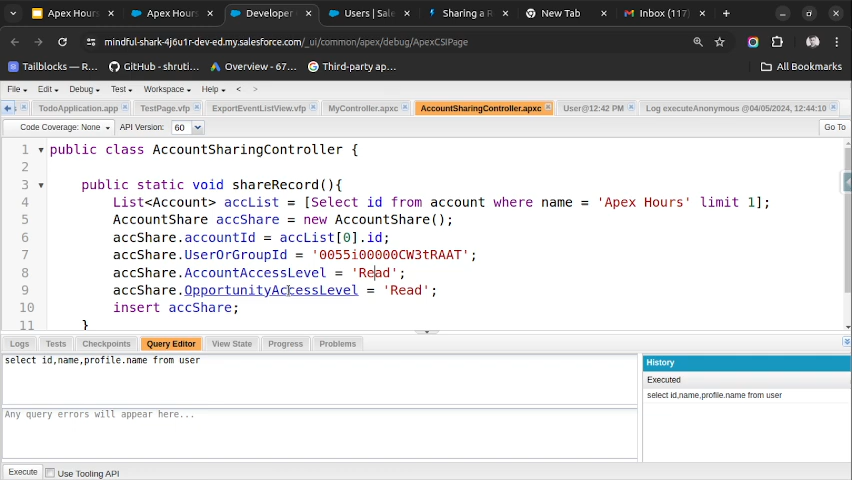 Apex Hours
Apex Hours
Developer
Users | Sale
Sharing a R
New Tab
Inbox (117)
mindful-shark-4j6u1r-dev-ed.my.salesforce.com/_ui/common/apex/debug/ApexCSIPage
Tailblocks — R...
GitHub - shruti...
Overview - 67...
Third-party ap...
All Bookmarks
File
Edit
Debug
Test
Workspace
Help
<
>
TodoApplication.app
TestPage.vfp
ExportEventListView.vfp
MyController.apxc
AccountSharingController.apxc
User@12:42 PM
Log executeAnonymous @04/05/2024, 12:44:10
Code Coverage: None
API Version:
60
Go To
1 public class AccountSharingController {
2
3 public static void shareRecord(){
4 List<Account> accList = [Select id from account where name = 'Apex Hours' limit 1];
5 AccountShare accShare = new AccountShare();
6 accShare.accountId = accList[0].id;
7 accShare.UserOrGroupId = '0055i00000CW3tRAAT';
8 accShare.AccountAccessLevel = 'Read';
9 accShare.OpportunityAccessLevel = 'Read';
10 insert accShare;
11 }
Logs
Tests
Checkpoints
Query Editor
View State
Progress
Problems
select id,name,profile.name from user
Any query errors will appear here...
History
Executed
select id,name,profile.name from user
Execute
Use Tooling API